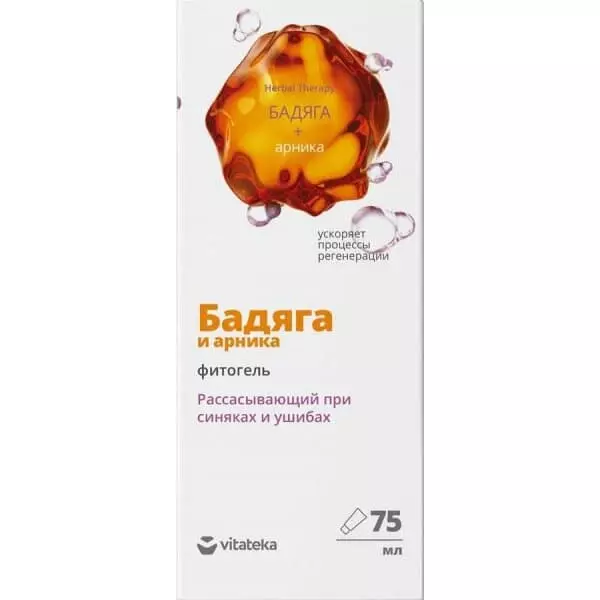 Herbal Therapy
БАДЯГА
+
арника
ускоряет
процессы
регенерации
Бадяга
и арника
фитогель
Рассасывающий при
синяках и ушибах
75
мл
vitateka